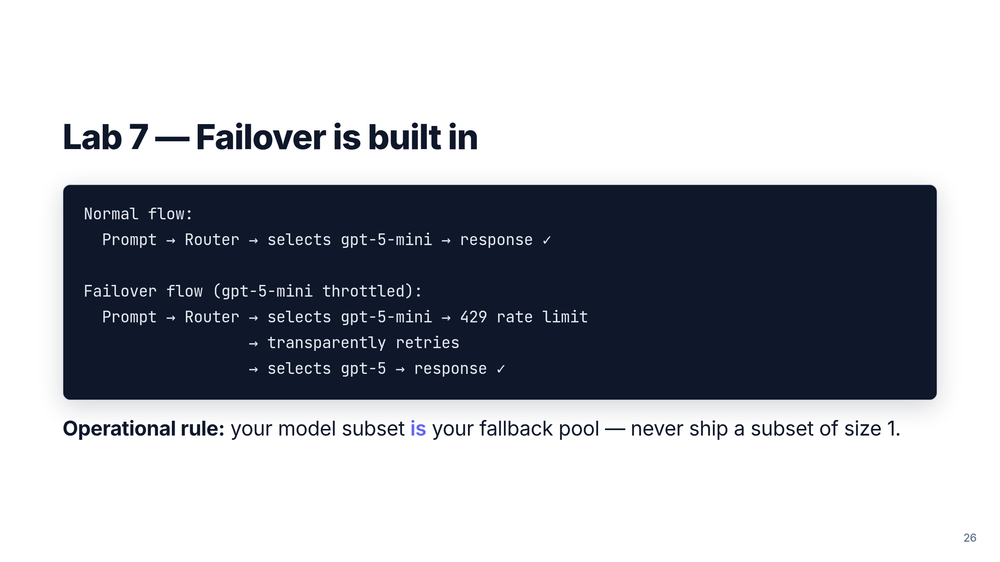 Lab 7 — Failover is built in
Normal flow:
  Prompt → Router → selects gpt-5-mini → response ✓
Failover flow (gpt-5-mini throttled):
  Prompt → Router → selects gpt-5-mini → 429 rate limit
                  → transparently retries
                  → selects gpt-5 → response ✓
Operational rule: your model subset is your fallback pool — never ship a subset of size 1.
26